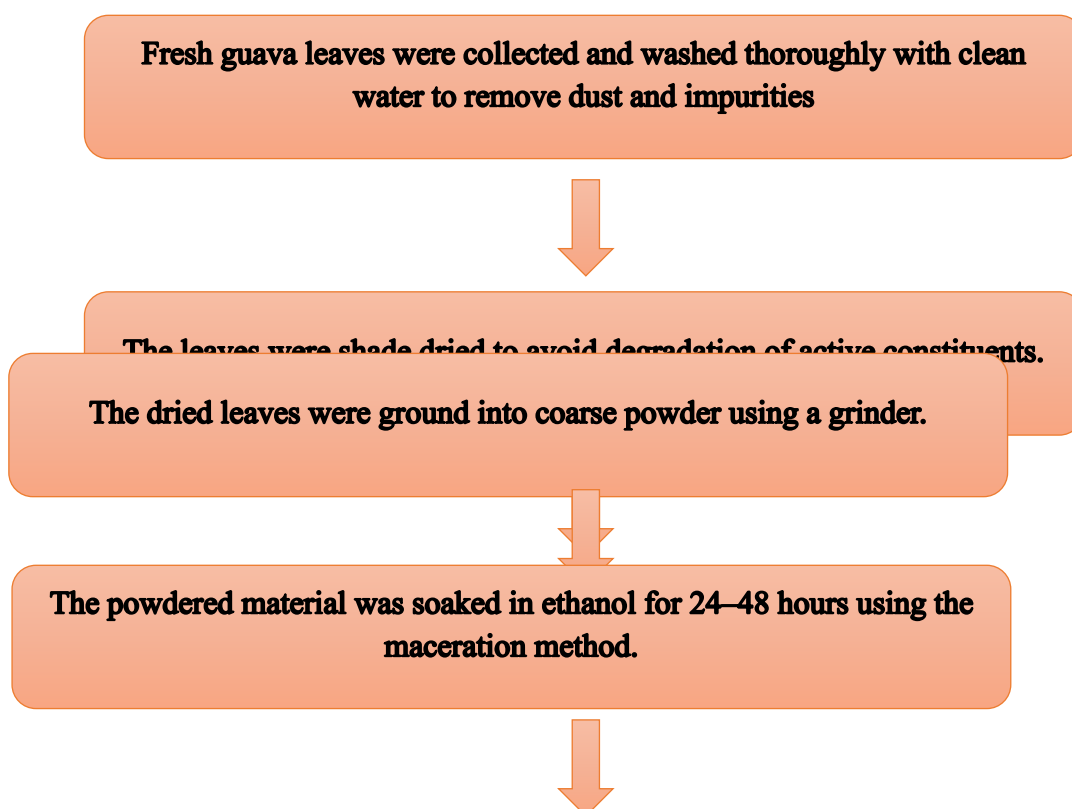 Fresh guava leaves were collected and washed thoroughly with clean
water to remove dust and impurities
The leaves were shade dried to avoid degradation of active constituents.
The dried leaves were ground into coarse powder using a grinder.
The powdered material was soaked in ethanol for 24–48 hours using the
maceration method.